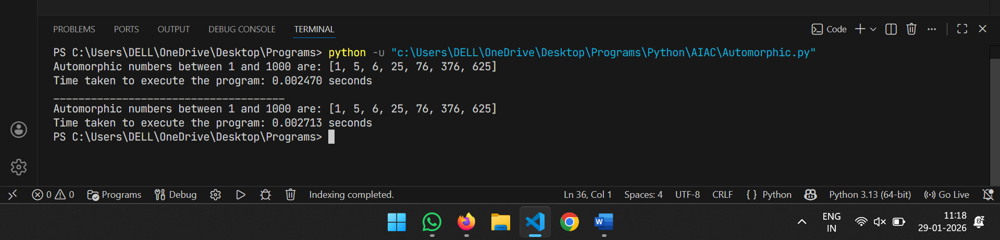 PROBLEMS PORTS OUTPUT DEBUG CONSOLE TERMINAL Code
PS C:\Users\DELL\OneDrive\Desktop\Programs> python -u "c:\Users\DELL\OneDrive\Desktop\Programs\Python\AIAC\Automorphic.py"
Automorphic numbers between 1 and 1000 are: [1, 5, 6, 25, 76, 376, 625]
Time taken to execute the program: 0.002470 seconds
_____________________________________
Automorphic numbers between 1 and 1000 are: [1, 5, 6, 25, 76, 376, 625]
Time taken to execute the program: 0.002713 seconds
PS C:\Users\DELL\OneDrive\Desktop\Programs>
0 0 Programs Debug Indexing completed. Ln 36, Col 1 Spaces: 4 UTF-8 CRLF { } Python Python 3.13 (64-bit) Go Live
W ENG 11:18
IN 29-01-2026